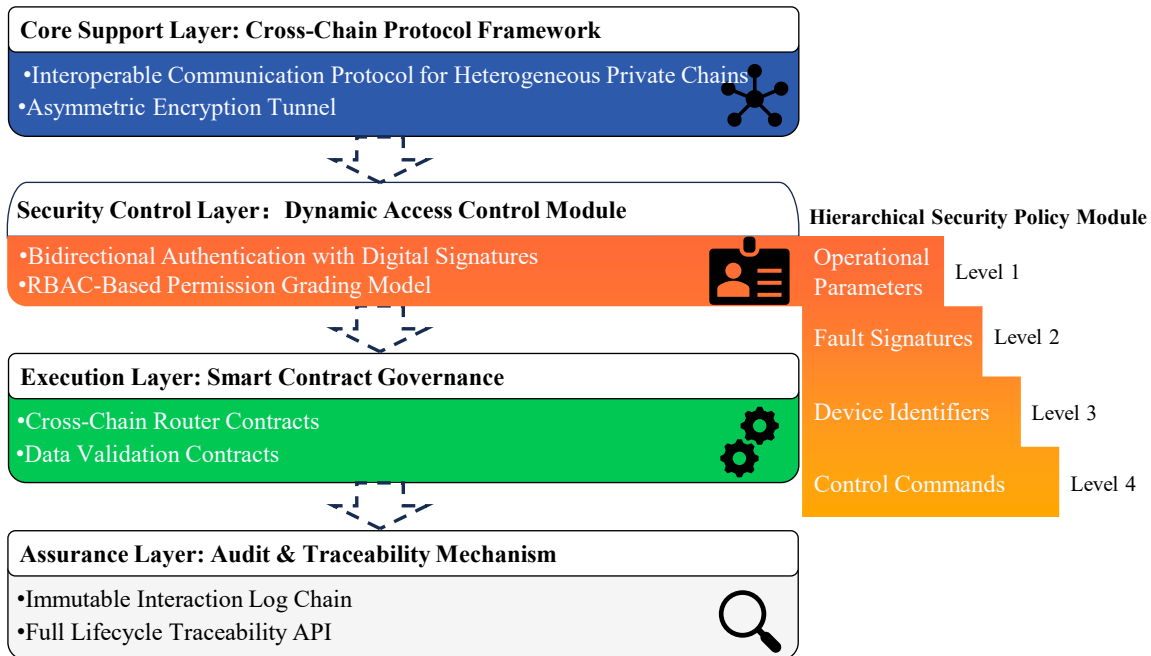 Core Support Layer: Cross-Chain Protocol Framework
•Interoperable Communication Protocol for Heterogeneous Private Chains
•Asymmetric Encryption Tunnel
Security Control Layer：Dynamic Access Control Module
•Bidirectional Authentication with Digital Signatures
•RBAC-Based Permission Grading Model
Hierarchical Security Policy Module
Operational
Parameters
Level 1
Fault Signatures
Level 2
Device Identifiers
Level 3
Control Commands
Level 4
Execution Layer: Smart Contract Governance
•Cross-Chain Router Contracts
•Data Validation Contracts
Assurance Layer: Audit & Traceability Mechanism
•Immutable Interaction Log Chain
•Full Lifecycle Traceability API